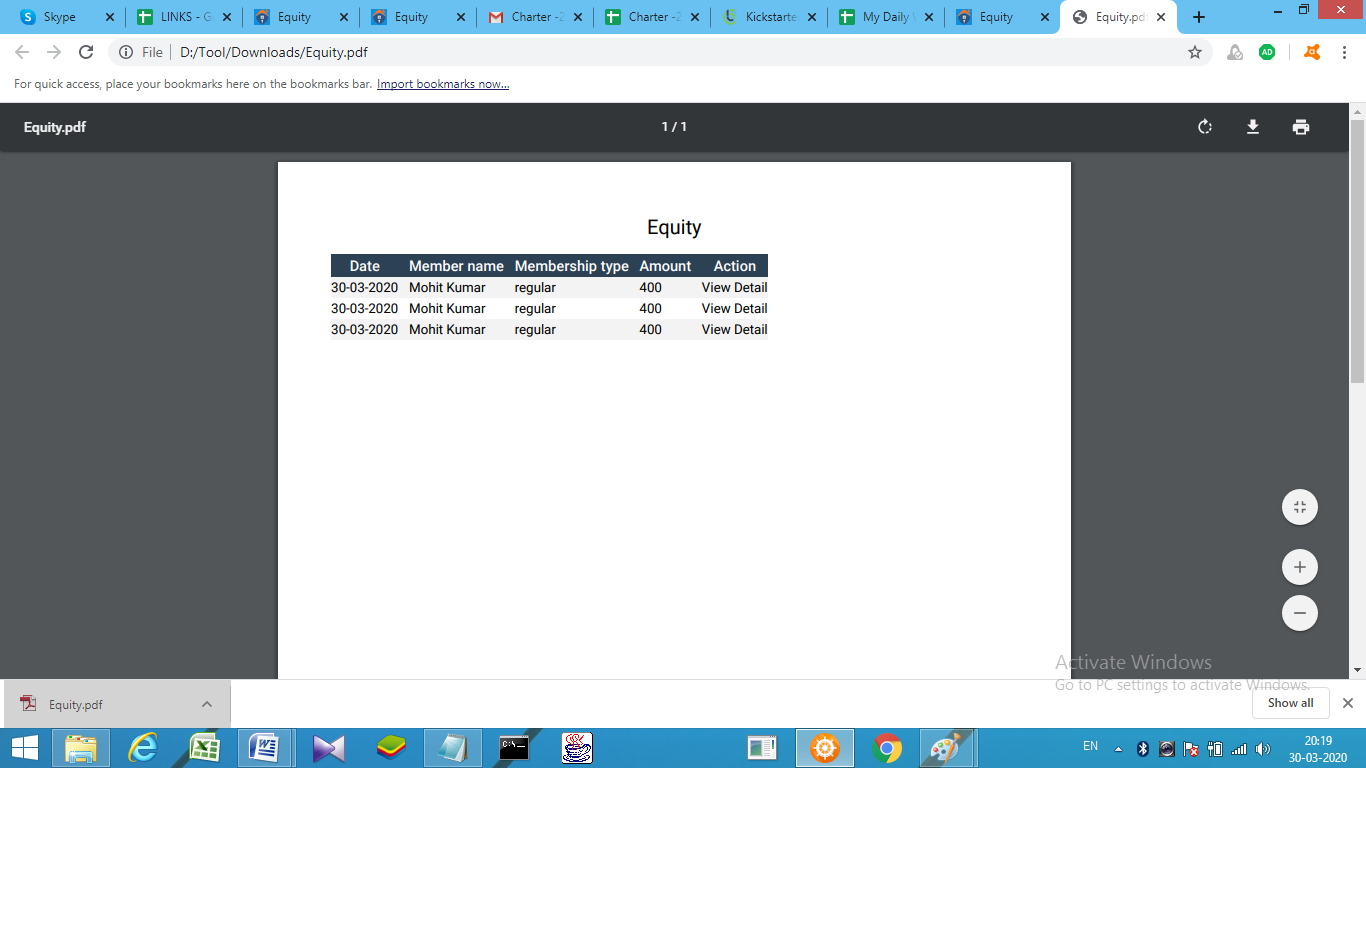 Skype LINKS - G Equity Equity Charter -2 Charter -2 Kickstarte My Daily Equity Equity.pd
File D:/Tool/Downloads/Equity.pdf AD
For quick access, place your bookmarks here on the bookmarks bar. Import bookmarks now...
Equity.pdf 1 / 1
Equity
Date Member name Membership type Amount Action
30-03-2020 Mohit Kumar regular 400 View Detail
30-03-2020 Mohit Kumar regular 400 View Detail
30-03-2020 Mohit Kumar regular 400 View Detail
Activate Windows
Go to PC settings to activate Windows.
Equity.pdf Show all
EN 20:19
30-03-2020